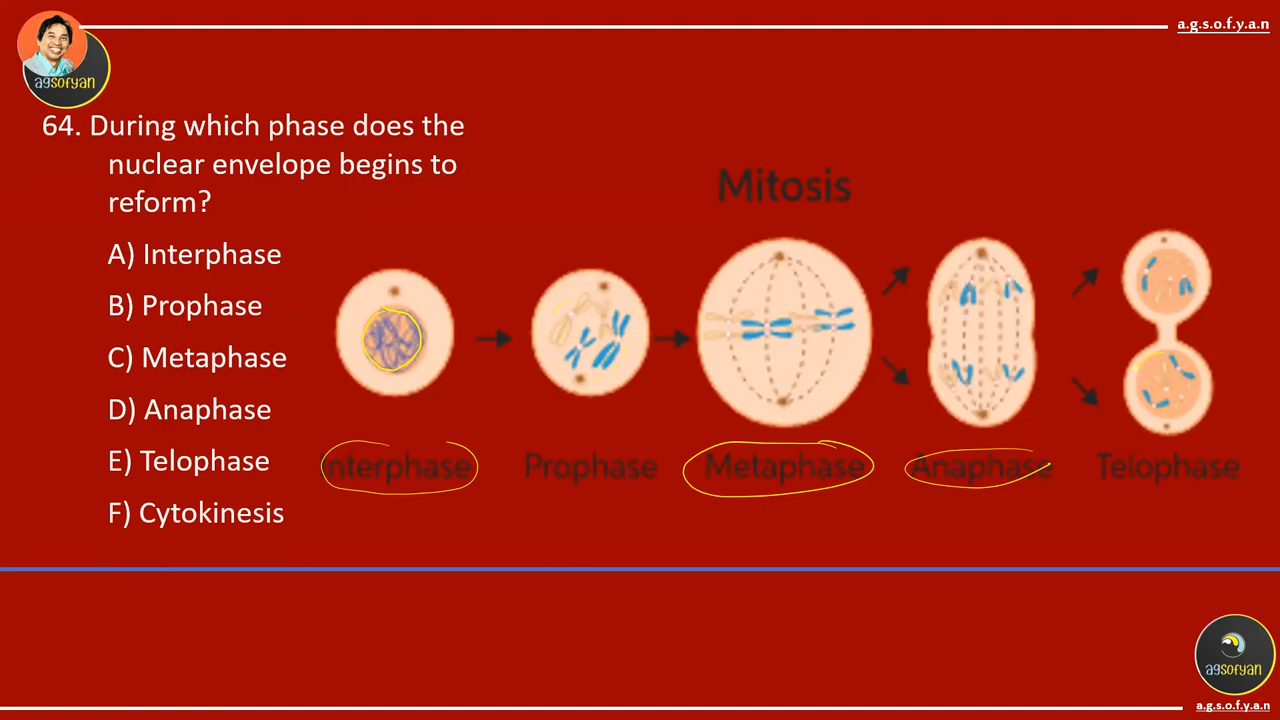 a.g.s.o.f.y.a.n
agsofyan
64. During which phase does the
nuclear envelope begins to
reform?
A) Interphase
B) Prophase
C) Metaphase
D) Anaphase
E) Telophase
F) Cytokinesis
Mitosis
Interphase
Prophase
Metaphase
Anaphase
Telophase
agsofyan
a.g.s.o.f.y.a.n